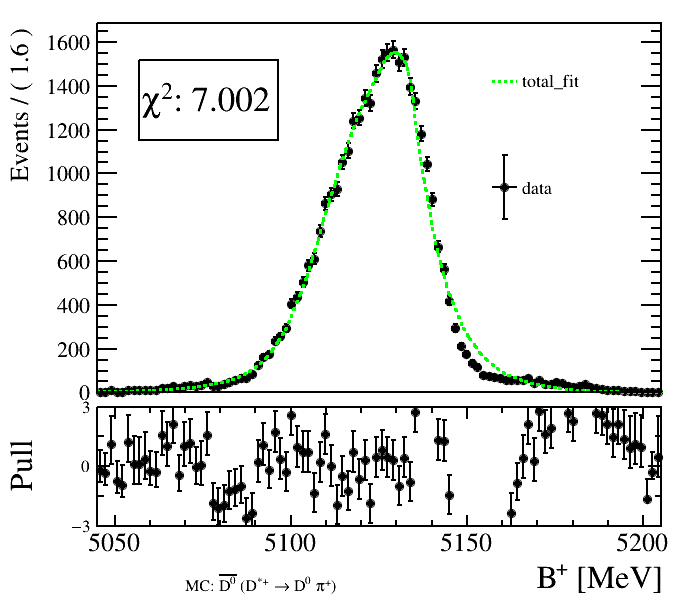 1600
1400
1200
1000
800
600
400
200
0
Events / ( 1.6 )
χ²: 7.002
total_fit
data
3
0
−3
Pull
5050 5100 5150 5200
B⁺ [MeV]
MC: D̅⁰ (D*⁺ → D⁰ π⁺)